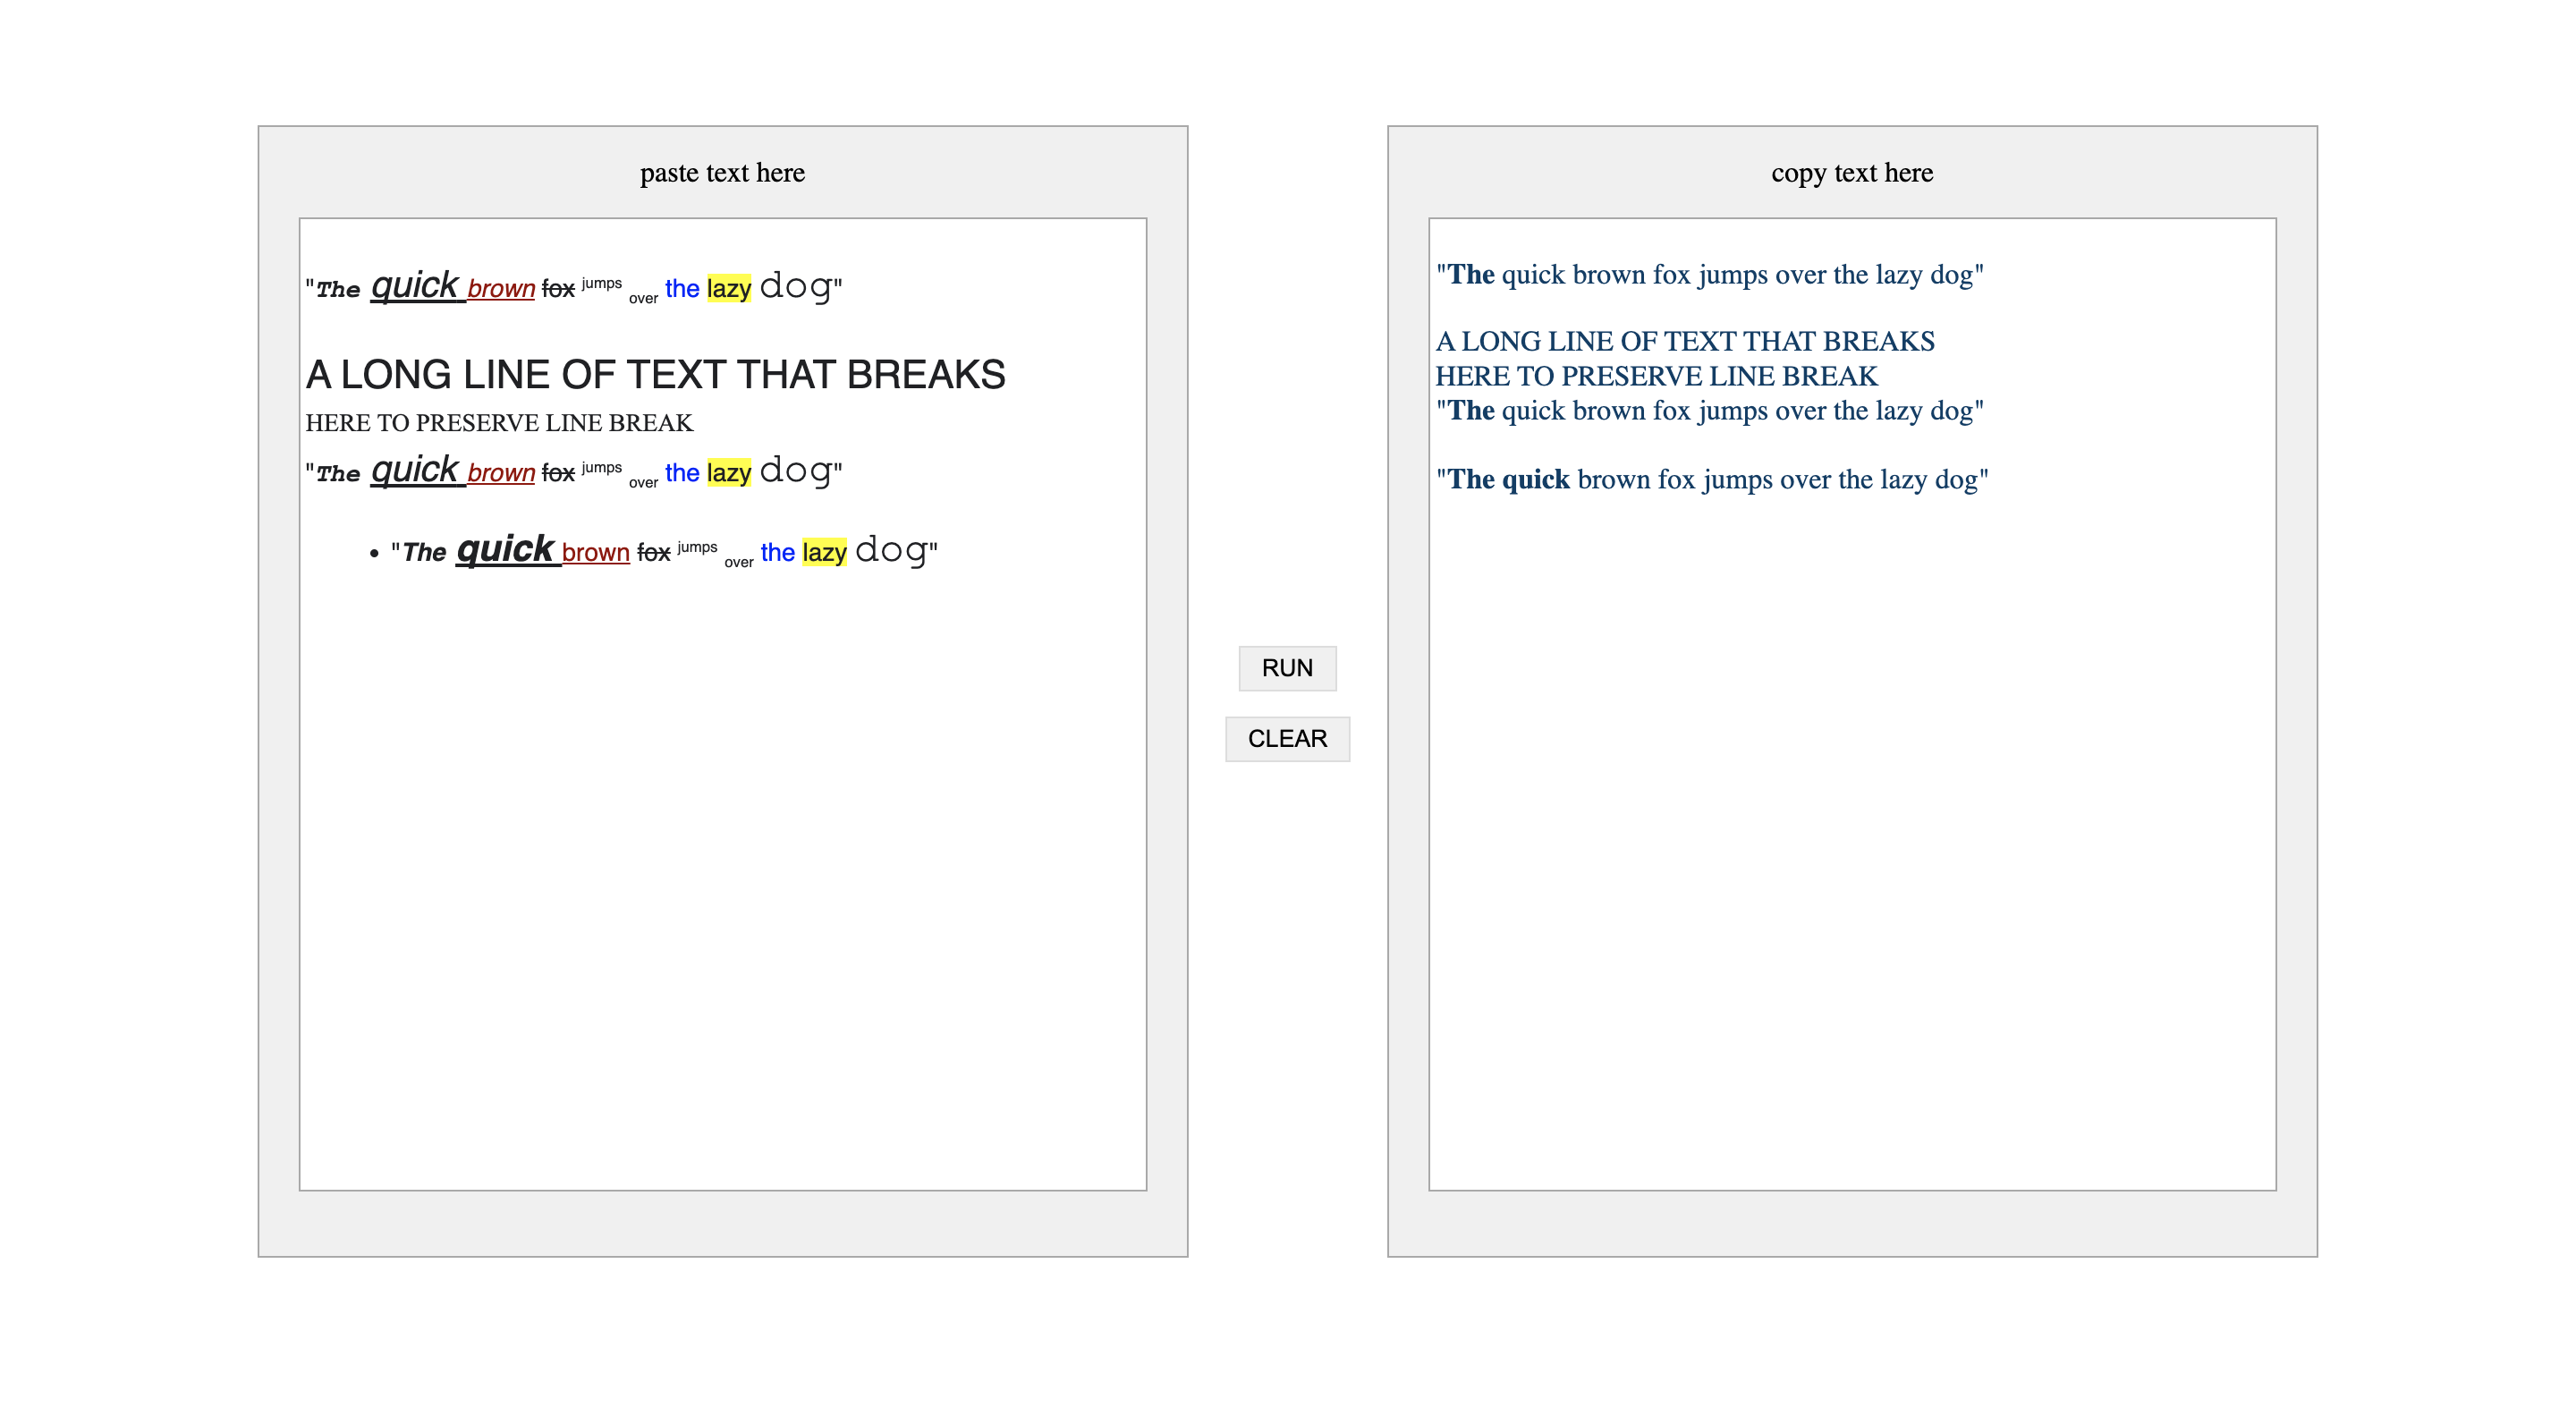 paste text here
"The quick brown fox jumps over the lazy dog"
A LONG LINE OF TEXT THAT BREAKS
HERE TO PRESERVE LINE BREAK
"The quick brown fox jumps over the lazy dog"
• "The quick brown fox jumps over the lazy dog"
RUN
CLEAR
copy text here
"The quick brown fox jumps over the lazy dog"
A LONG LINE OF TEXT THAT BREAKS
HERE TO PRESERVE LINE BREAK
"The quick brown fox jumps over the lazy dog"
"The quick brown fox jumps over the lazy dog"